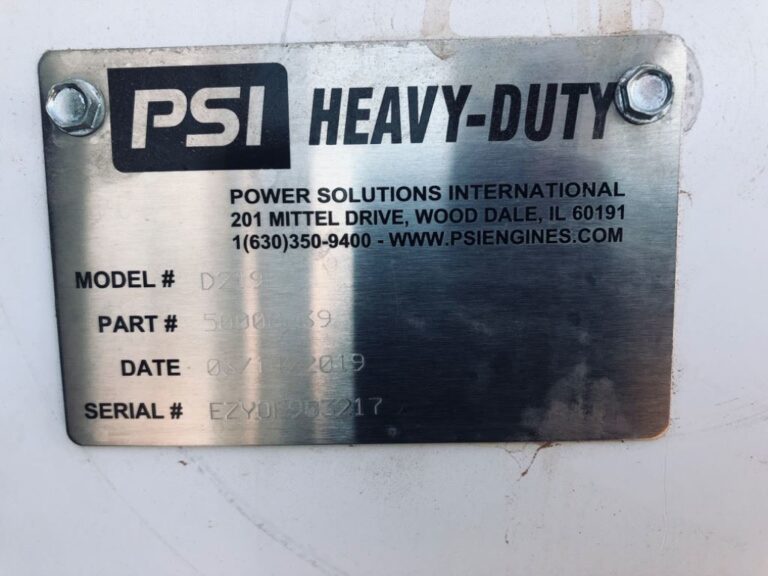 PSI HEAVY-DUTY
POWER SOLUTIONS INTERNATIONAL
201 MITTEL DRIVE, WOOD DALE, IL 60191
1(630)350-9400 - WWW.PSIENGINES.COM
MODEL #
PART #
DATE
SERIAL #